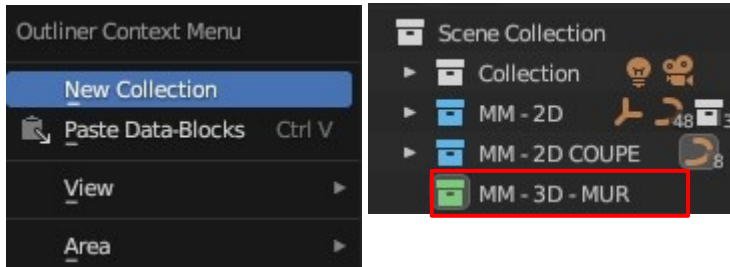 Outliner Context Menu
New Collection
Paste Data-Blocks Ctrl V
View
Area
Scene Collection
Collection
MM - 2D 48 3
MM - 2D COUPE 8
MM - 3D - MUR